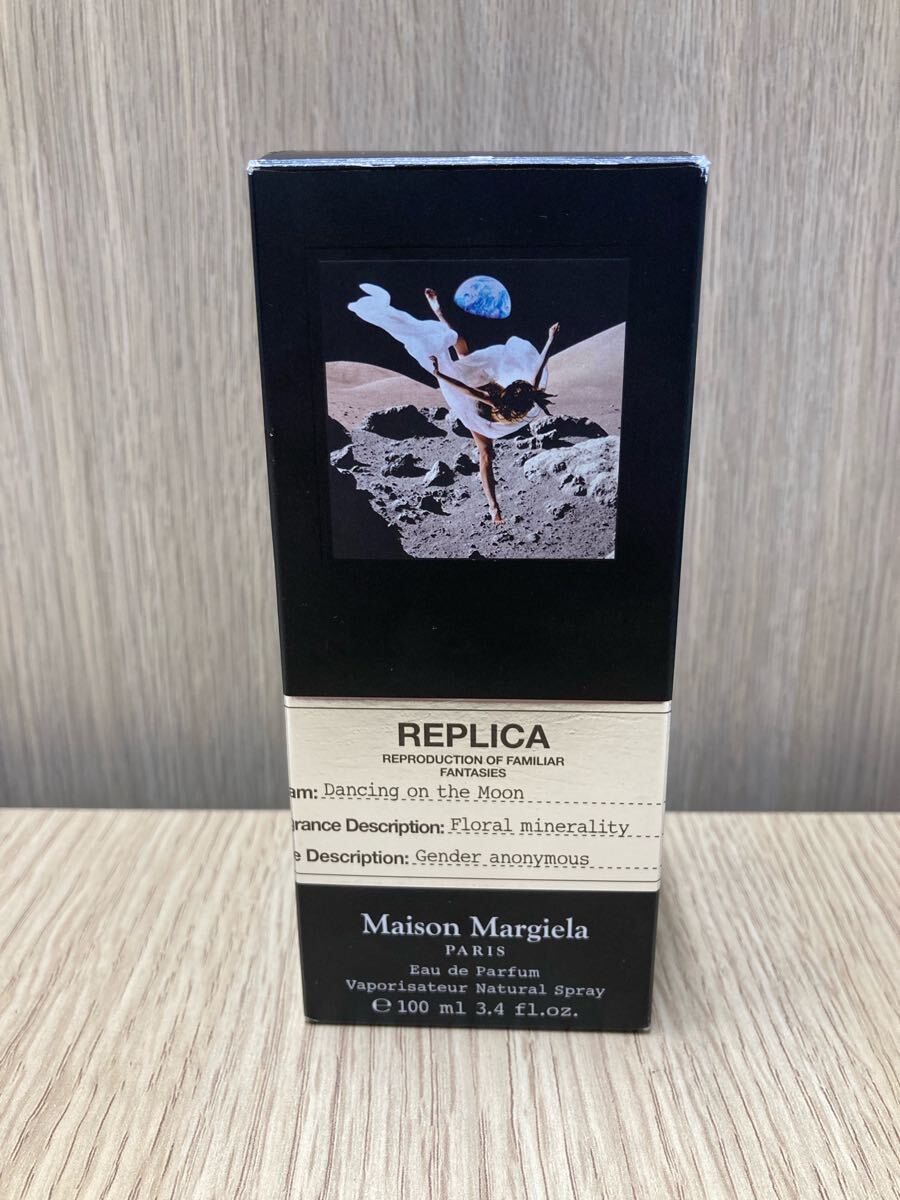 REPLICA
REPRODUCTION OF FAMILIAR
FANTASIES
am: Dancing on the Moon
rance Description: Floral minerality
e Description: Gender anonymous
Maison Margiela
PARIS
Eau de Parfum
Vaporisateur Natural Spray
℮ 100 ml 3.4 fl.oz.